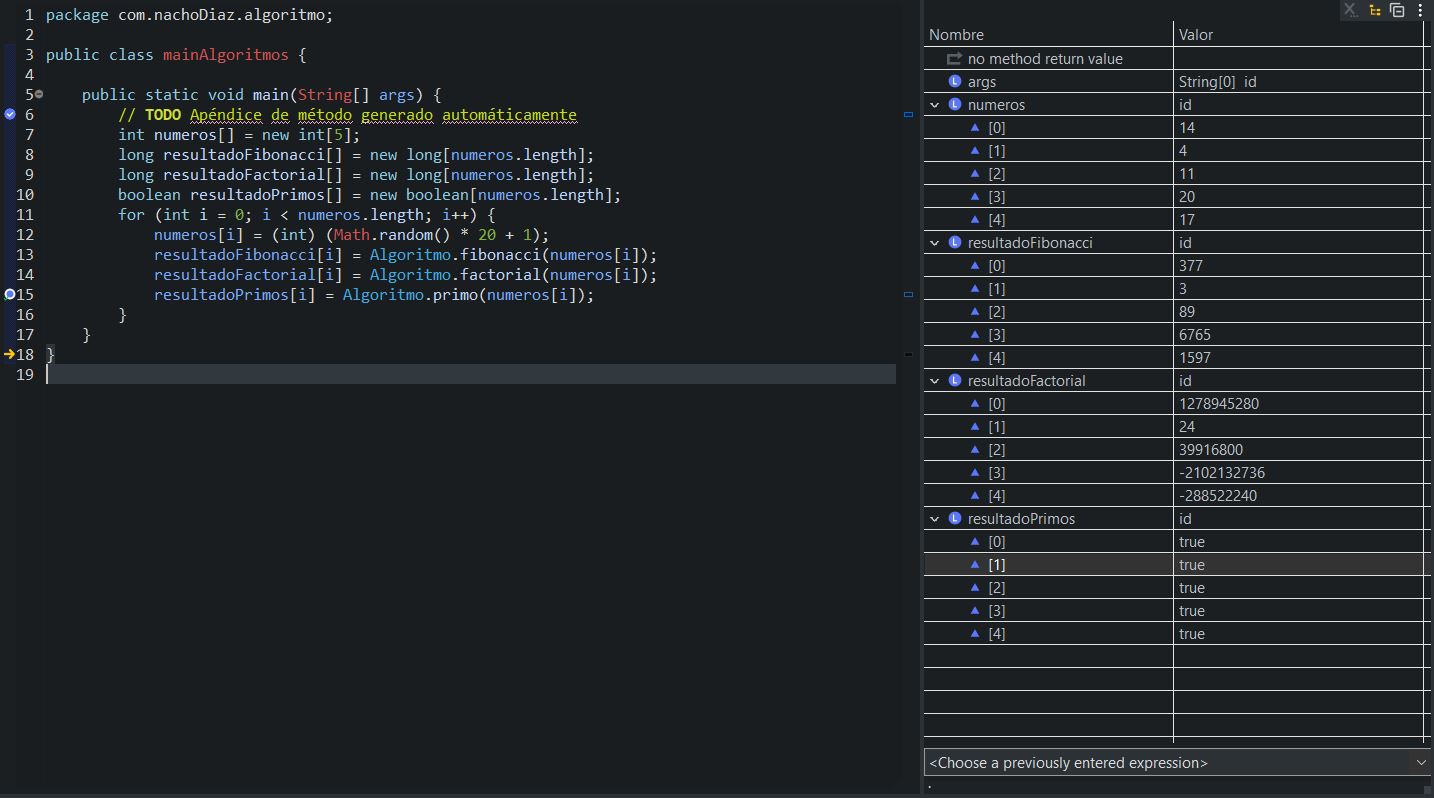 1 package com.nachoDiaz.algoritmo;
2
3 public class mainAlgoritmos {
4
5 public static void main(String[] args) {
6 // TODO Apéndice de método generado automáticamente
7 int numeros[] = new int[5];
8 long resultadoFibonacci[] = new long[numeros.length];
9 long resultadoFactorial[] = new long[numeros.length];
10 boolean resultadoPrimos[] = new boolean[numeros.length];
11 for (int i = 0; i < numeros.length; i++) {
12 numeros[i] = (int) (Math.random() * 20 + 1);
13 resultadoFibonacci[i] = Algoritmo.fibonacci(numeros[i]);
14 resultadoFactorial[i] = Algoritmo.factorial(numeros[i]);
15 resultadoPrimos[i] = Algoritmo.primo(numeros[i]);
16 }
17 }
18 }
19
Nombre Valor
no method return value
L args String[0] id
L numeros id
[0] 14
[1] 4
[2] 11
[3] 20
[4] 17
L resultadoFibonacci id
[0] 377
[1] 3
[2] 89
[3] 6765
[4] 1597
L resultadoFactorial id
[0] 1278945280
[1] 24
[2] 39916800
[3] -2102132736
[4] -288522240
L resultadoPrimos id
[0] true
[1] true
[2] true
[3] true
[4] true
<Choose a previously entered expression>